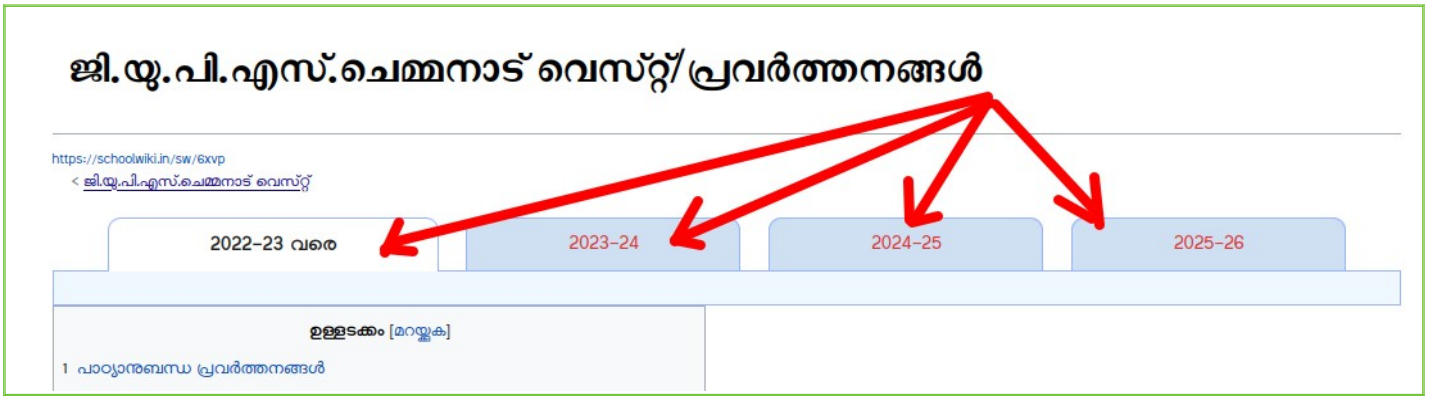 ജി.യു.പി.എസ്.ചെമ്മനാട് വെസ്റ്റ്/പ്രവർത്തനങ്ങൾ
https://schoolwiki.in/sw/6xvp
< ജി.യു.പി.എസ്.ചെമ്മനാട് വെസ്റ്റ്
2022-23 വരെ 2023-24 2024-25 2025-26
ഉള്ളടക്കം [മറയ്ക്കുക]
1 പാഠ്യാനുബന്ധ പ്രവർത്തനങ്ങൾ